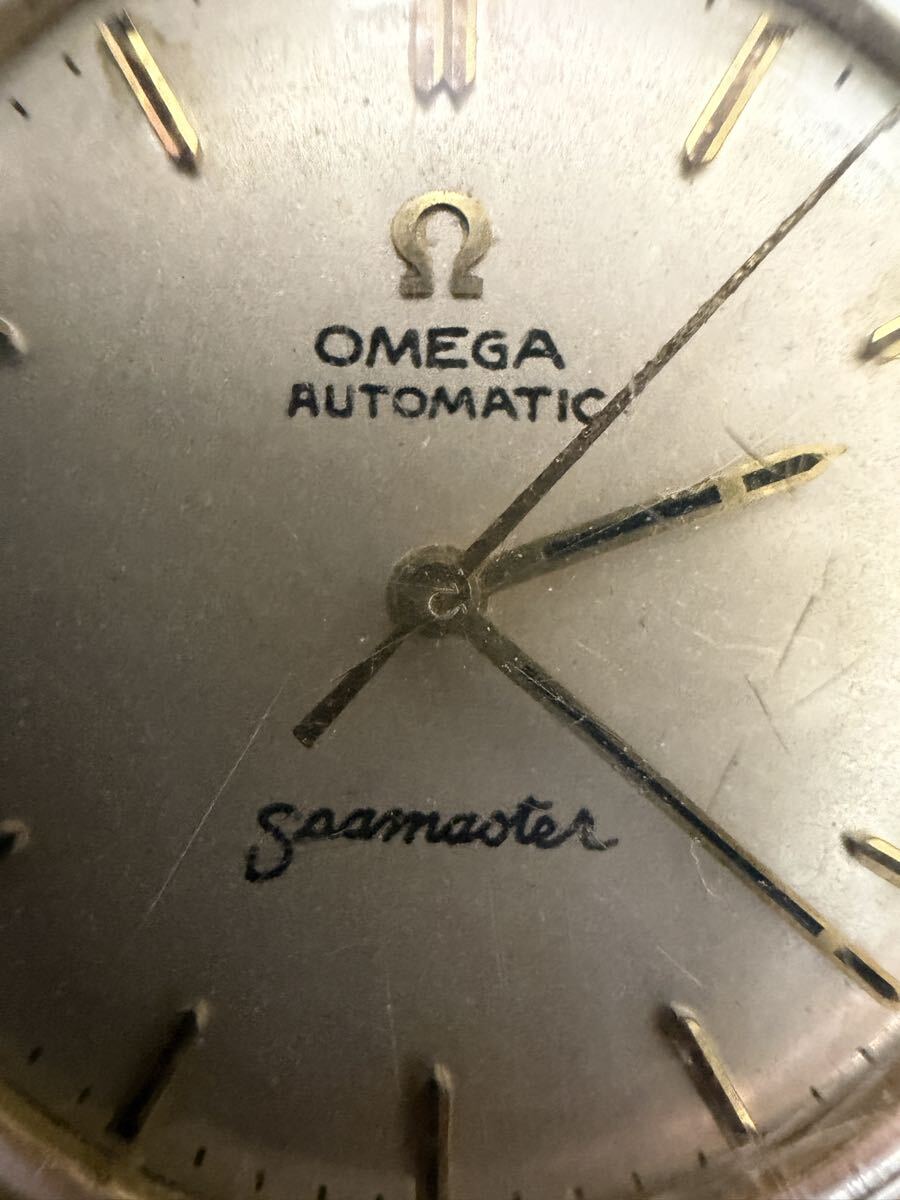 Ω
OMEGA
AUTOMATIC
Seamaster